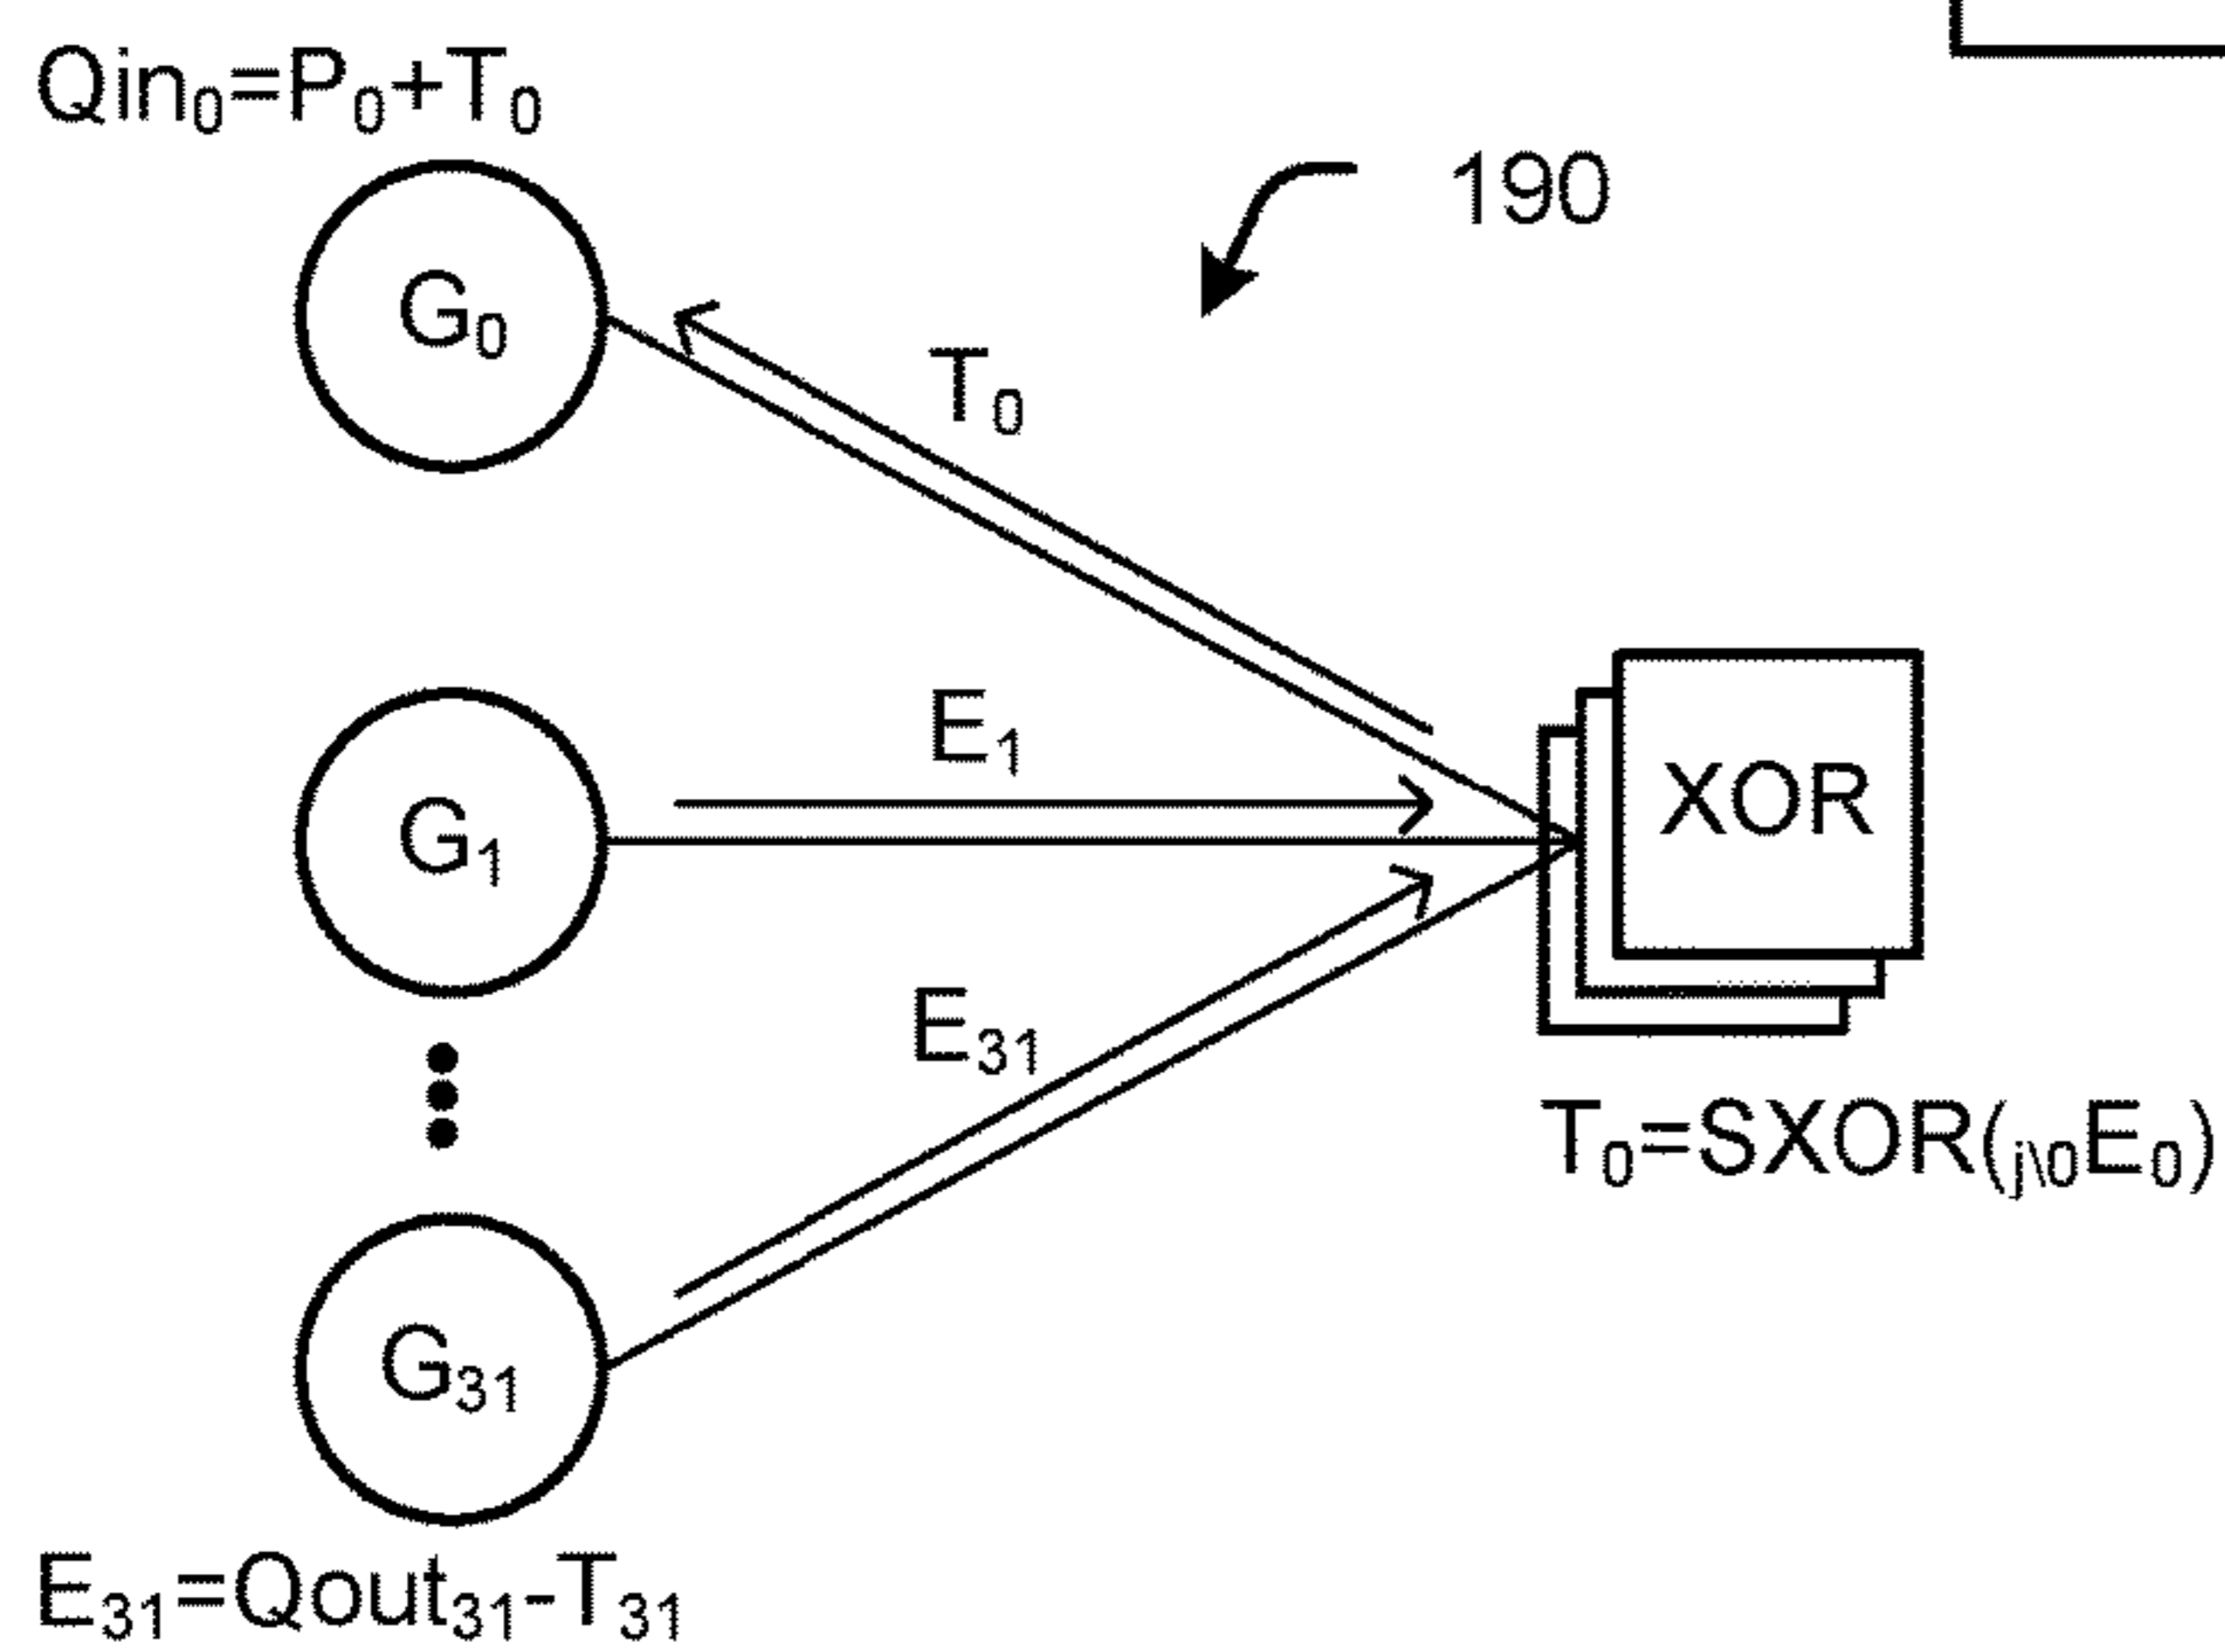 Qin₀=P₀+T₀
190
G₀
T₀
E₁
G₁
XOR
E₃₁
T₀=SXOR(ⱼ\₀E₀)
G₃₁
E₃₁=Qout₃₁-T₃₁